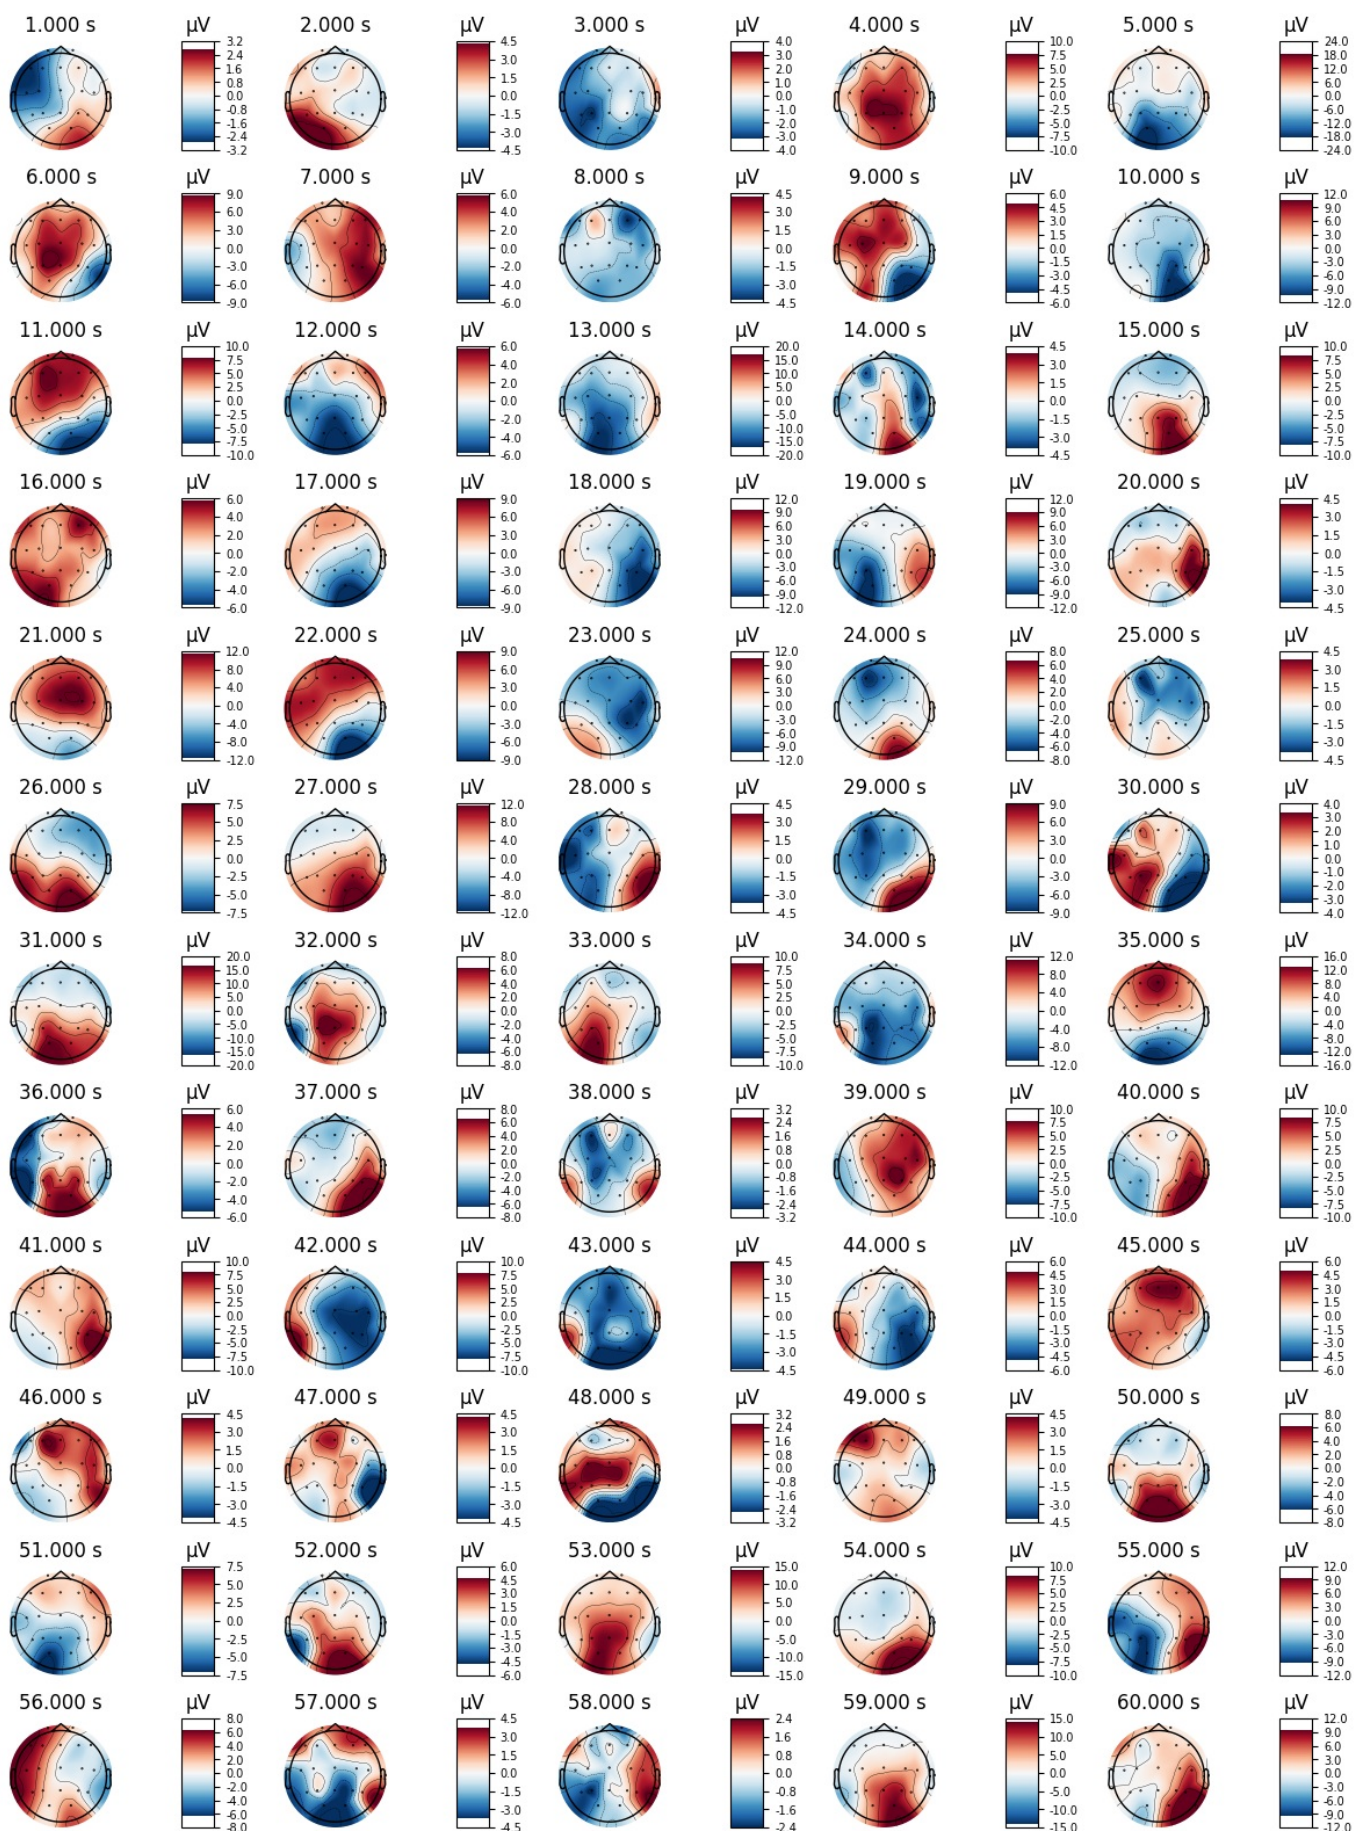 1.000 s µV
3.2 2.4 1.6 0.8 0.0 -0.8 -1.6 -2.4 -3.2
2.000 s µV
4.5 3.0 1.5 0.0 -1.5 -3.0 -4.5
3.000 s µV
4.0 3.0 2.0 1.0 0.0 -1.0 -2.0 -3.0 -4.0
4.000 s µV
10.0 7.5 5.0 2.5 0.0 -2.5 -5.0 -7.5 -10.0
5.000 s µV
24.0 18.0 12.0 6.0 0.0 -6.0 -12.0 -18.0 -24.0
6.000 s µV
9.0 6.0 3.0 0.0 -3.0 -6.0 -9.0
7.000 s µV
6.0 4.0 2.0 0.0 -2.0 -4.0 -6.0
8.000 s µV
4.5 3.0 1.5 0.0 -1.5 -3.0 -4.5
9.000 s µV
6.0 4.5 3.0 1.5 0.0 -1.5 -3.0 -4.5 -6.0
10.000 s µV
12.0 9.0 6.0 3.0 0.0 -3.0 -6.0 -9.0 -12.0
11.000 s µV
10.0 7.5 5.0 2.5 0.0 -2.5 -5.0 -7.5 -10.0
12.000 s µV
6.0 4.0 2.0 0.0 -2.0 -4.0 -6.0
13.000 s µV
20.0 15.0 10.0 5.0 0.0 -5.0 -10.0 -15.0 -20.0
14.000 s µV
4.5 3.0 1.5 0.0 -1.5 -3.0 -4.5
15.000 s µV
10.0 7.5 5.0 2.5 0.0 -2.5 -5.0 -7.5 -10.0
16.000 s µV
6.0 4.0 2.0 0.0 -2.0 -4.0 -6.0
17.000 s µV
9.0 6.0 3.0 0.0 -3.0 -6.0 -9.0
18.000 s µV
12.0 9.0 6.0 3.0 0.0 -3.0 -6.0 -9.0 -12.0
19.000 s µV
12.0 9.0 6.0 3.0 0.0 -3.0 -6.0 -9.0 -12.0
20.000 s µV
4.5 3.0 1.5 0.0 -1.5 -3.0 -4.5
21.000 s µV
12.0 8.0 4.0 0.0 -4.0 -8.0 -12.0
22.000 s µV
9.0 6.0 3.0 0.0 -3.0 -6.0 -9.0
23.000 s µV
12.0 9.0 6.0 3.0 0.0 -3.0 -6.0 -9.0 -12.0
24.000 s µV
8.0 6.0 4.0 2.0 0.0 -2.0 -4.0 -6.0 -8.0
25.000 s µV
4.5 3.0 1.5 0.0 -1.5 -3.0 -4.5
26.000 s µV
7.5 5.0 2.5 0.0 -2.5 -5.0 -7.5
27.000 s µV
12.0 8.0 4.0 0.0 -4.0 -8.0 -12.0
28.000 s µV
4.5 3.0 1.5 0.0 -1.5 -3.0 -4.5
29.000 s µV
9.0 6.0 3.0 0.0 -3.0 -6.0 -9.0
30.000 s µV
4.0 3.0 2.0 1.0 0.0 -1.0 -2.0 -3.0 -4.0
31.000 s µV
20.0 15.0 10.0 5.0 0.0 -5.0 -10.0 -15.0 -20.0
32.000 s µV
8.0 6.0 4.0 2.0 0.0 -2.0 -4.0 -6.0 -8.0
33.000 s µV
10.0 7.5 5.0 2.5 0.0 -2.5 -5.0 -7.5 -10.0
34.000 s µV
12.0 8.0 4.0 0.0 -4.0 -8.0 -12.0
35.000 s µV
16.0 12.0 8.0 4.0 0.0 -4.0 -8.0 -12.0 -16.0
36.000 s µV
6.0 4.0 2.0 0.0 -2.0 -4.0 -6.0
37.000 s µV
8.0 6.0 4.0 2.0 0.0 -2.0 -4.0 -6.0 -8.0
38.000 s µV
3.2 2.4 1.6 0.8 0.0 -0.8 -1.6 -2.4 -3.2
39.000 s µV
10.0 7.5 5.0 2.5 0.0 -2.5 -5.0 -7.5 -10.0
40.000 s µV
10.0 7.5 5.0 2.5 0.0 -2.5 -5.0 -7.5 -10.0
41.000 s µV
10.0 7.5 5.0 2.5 0.0 -2.5 -5.0 -7.5 -10.0
42.000 s µV
10.0 7.5 5.0 2.5 0.0 -2.5 -5.0 -7.5 -10.0
43.000 s µV
4.5 3.0 1.5 0.0 -1.5 -3.0 -4.5
44.000 s µV
6.0 4.5 3.0 1.5 0.0 -1.5 -3.0 -4.5 -6.0
45.000 s µV
6.0 4.5 3.0 1.5 0.0 -1.5 -3.0 -4.5 -6.0
46.000 s µV
4.5 3.0 1.5 0.0 -1.5 -3.0 -4.5
47.000 s µV
4.5 3.0 1.5 0.0 -1.5 -3.0 -4.5
48.000 s µV
3.2 2.4 1.6 0.8 0.0 -0.8 -1.6 -2.4 -3.2
49.000 s µV
4.5 3.0 1.5 0.0 -1.5 -3.0 -4.5
50.000 s µV
8.0 6.0 4.0 2.0 0.0 -2.0 -4.0 -6.0 -8.0
51.000 s µV
7.5 5.0 2.5 0.0 -2.5 -5.0 -7.5
52.000 s µV
6.0 4.5 3.0 1.5 0.0 -1.5 -3.0 -4.5 -6.0
53.000 s µV
15.0 10.0 5.0 0.0 -5.0 -10.0 -15.0
54.000 s µV
10.0 7.5 5.0 2.5 0.0 -2.5 -5.0 -7.5 -10.0
55.000 s µV
12.0 9.0 6.0 3.0 0.0 -3.0 -6.0 -9.0 -12.0
56.000 s µV
8.0 6.0 4.0 2.0 0.0 -2.0 -4.0 -6.0 -8.0
57.000 s µV
4.5 3.0 1.5 0.0 -1.5 -3.0 -4.5
58.000 s µV
2.4 1.6 0.8 0.0 -0.8 -1.6 -2.4
59.000 s µV
15.0 10.0 5.0 0.0 -5.0 -10.0 -15.0
60.000 s µV
12.0 9.0 6.0 3.0 0.0 -3.0 -6.0 -9.0 -12.0